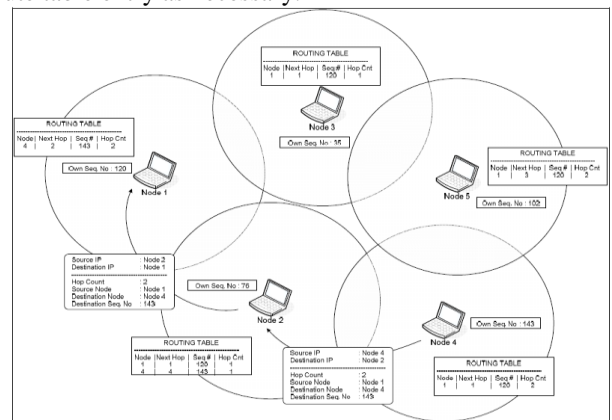 ROUTING TABLE
Node | Next Hop | Seq # | Hop Cnt
1 | 1 | 120 | 1
Node 3
Own Seq. No : 35
ROUTING TABLE
Node | Next Hop | Seq # | Hop Cnt
4 | 2 | 143 | 2
Own Seq. No : 120
Node 1
ROUTING TABLE
Node | Next Hop | Seq # | Hop Cnt
1 | 3 | 120 | 2
Node 5
Own Seq. No : 102
Source IP : Node 2
Destination IP : Node 1
Hop Count : 2
Source Node : Node 1
Destination Node : Node 4
Destination Seq. No : 143
Own Seq. No : 76
Node 2
ROUTING TABLE
Node | Next Hop | Seq # | Hop Cnt
1 | 1 | 120 | 1
4 | 4 | 143 | 1
Source IP : Node 4
Destination IP : Node 2
Hop Count : 2
Source Node : Node 1
Destination Node : Node 4
Destination Seq. No : 143
Own Seq. No : 143
Node 4
ROUTING TABLE
Node | Next Hop | Seq # | Hop Cnt
1 | 1 | 120 | 2